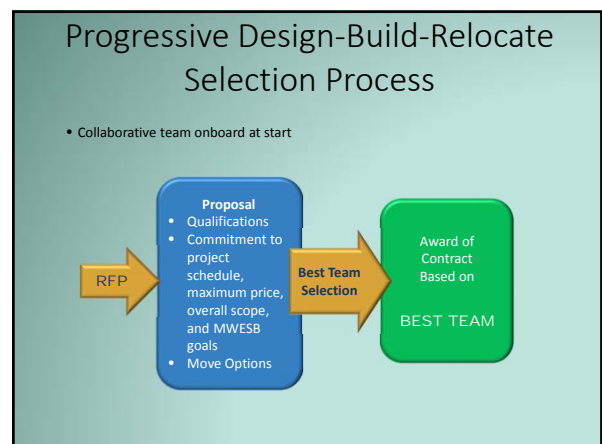 Progressive Design-Build-Relocate
Selection Process
• Collaborative team onboard at start
RFP
Proposal
• Qualifications
• Commitment to
project
schedule,
maximum price,
overall scope,
and MWESB
goals
• Move Options
Best Team
Selection
Award of
Contract
Based on
BEST TEAM